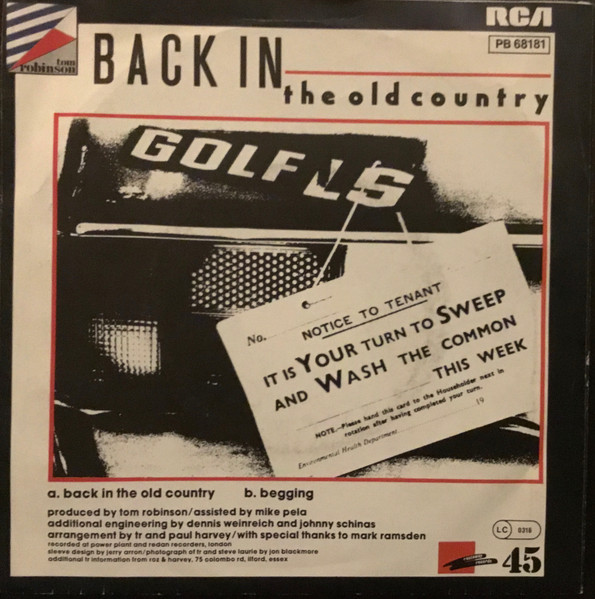 RCA
PB 68181
tom
robinson
BACK IN
the old country
GOLF LS
No.
NOTICE TO TENANT
IT IS YOUR TURN TO SWEEP
AND WASH THE COMMON
THIS WEEK
NOTE.—Please hand this card to the Householder next in
rotation after having completed your turn.
Environmental Health Department
19
a. back in the old country b. begging
produced by tom robinson/assisted by mike pela
additional engineering by dennis weinreich and johnny schinas
arrangement by tr and paul harvey/with special thanks to mark ramsden
recorded at power plant and redan recorders, london
sleeve design by jerry arron/photograph of tr and steve laurie by jon blackmore
additional tr information from roz & harvey, 75 colombo rd, ilford, essex
LC 0316
45